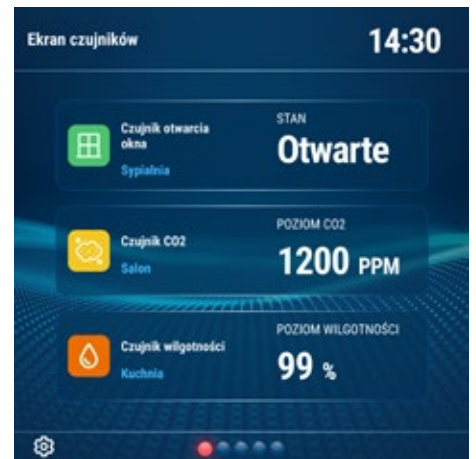 Ekran czujników
14:30
Czujnik otwarcia
okna
Sypialnia
STAN
Otwarte
Czujnik CO2
Salon
POZIOM CO2
1200 PPM
Czujnik wilgotności
Kuchnia
POZIOM WILGOTNOŚCI
99 %